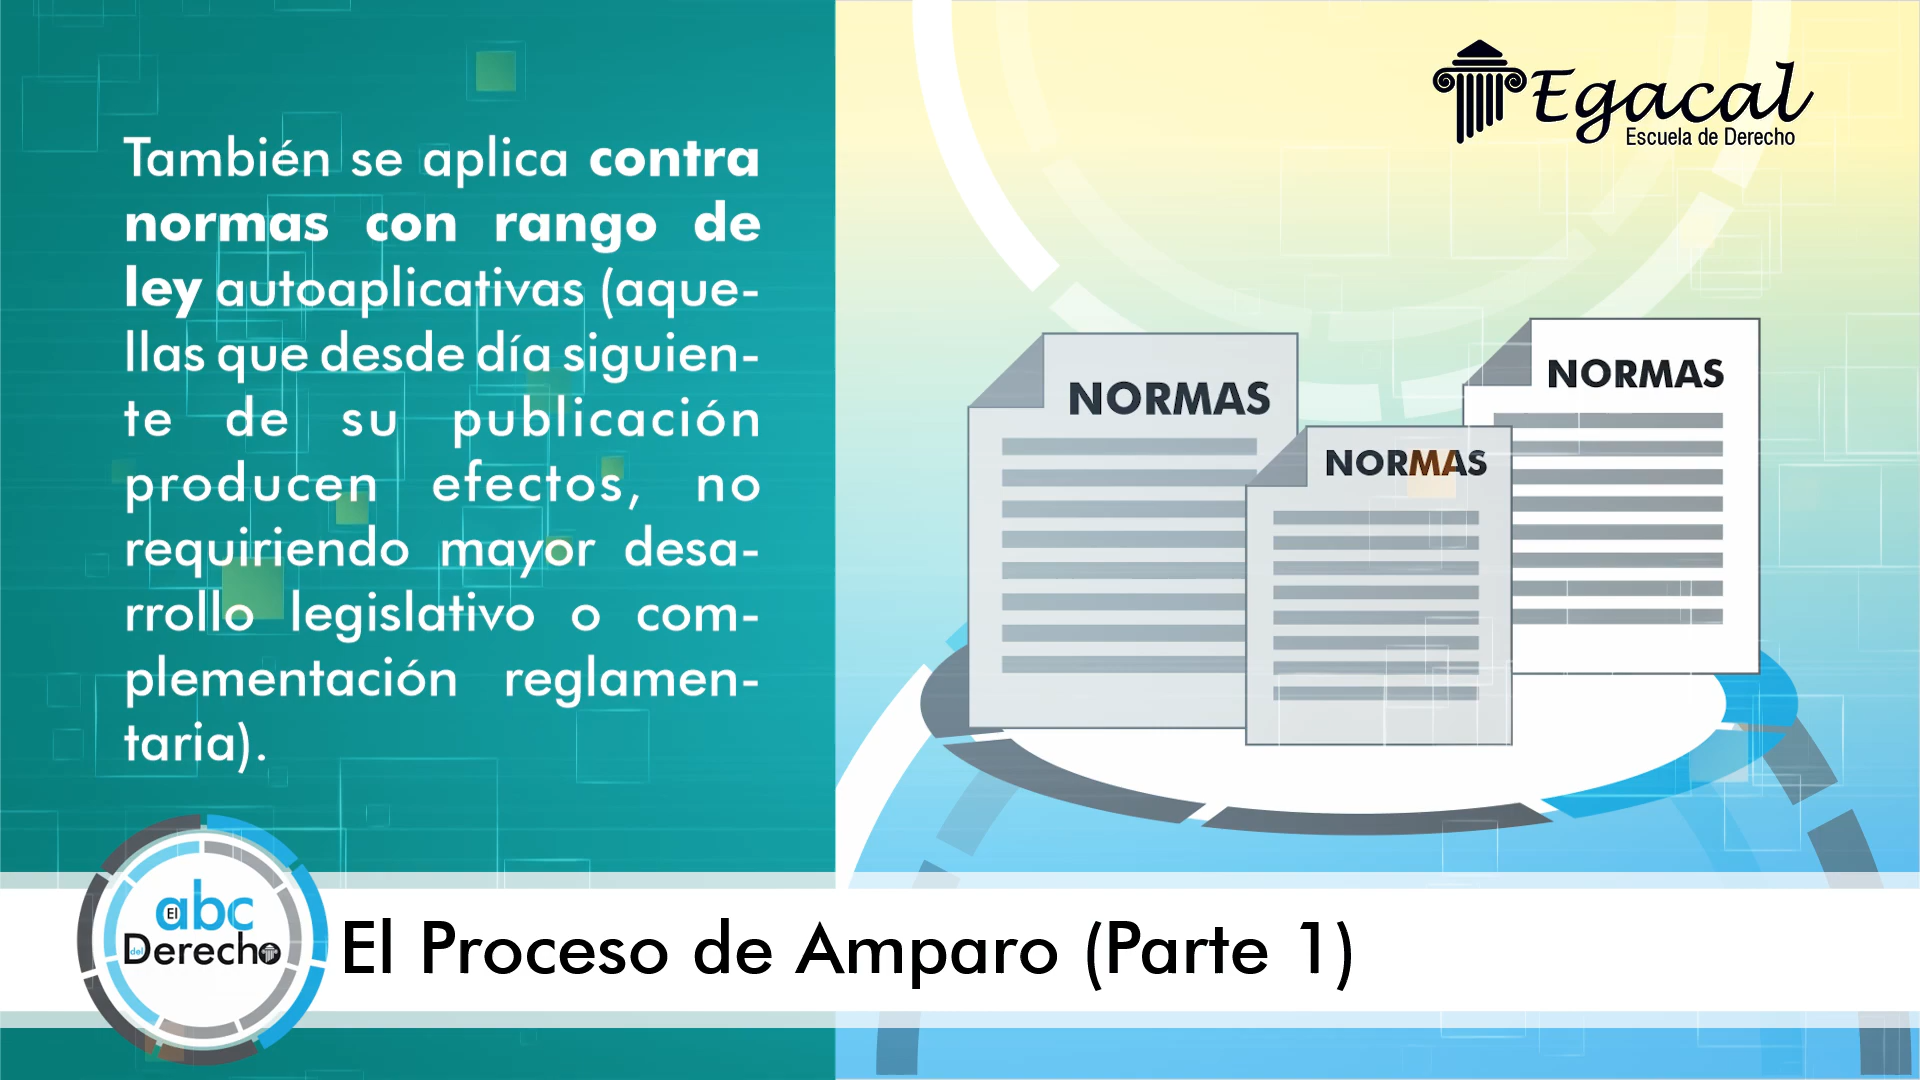 También se aplica contra
normas con rango de
ley autoaplicativas (aque-
llas que desde día siguien-
te de su publicación
producen efectos, no
requiriendo mayor desa-
rrollo legislativo o com-
plementación reglamen-
taria).
Egacal
Escuela de Derecho
NORMAS
NORMAS
NORMAS
El abc
del Derecho
El Proceso de Amparo (Parte 1)